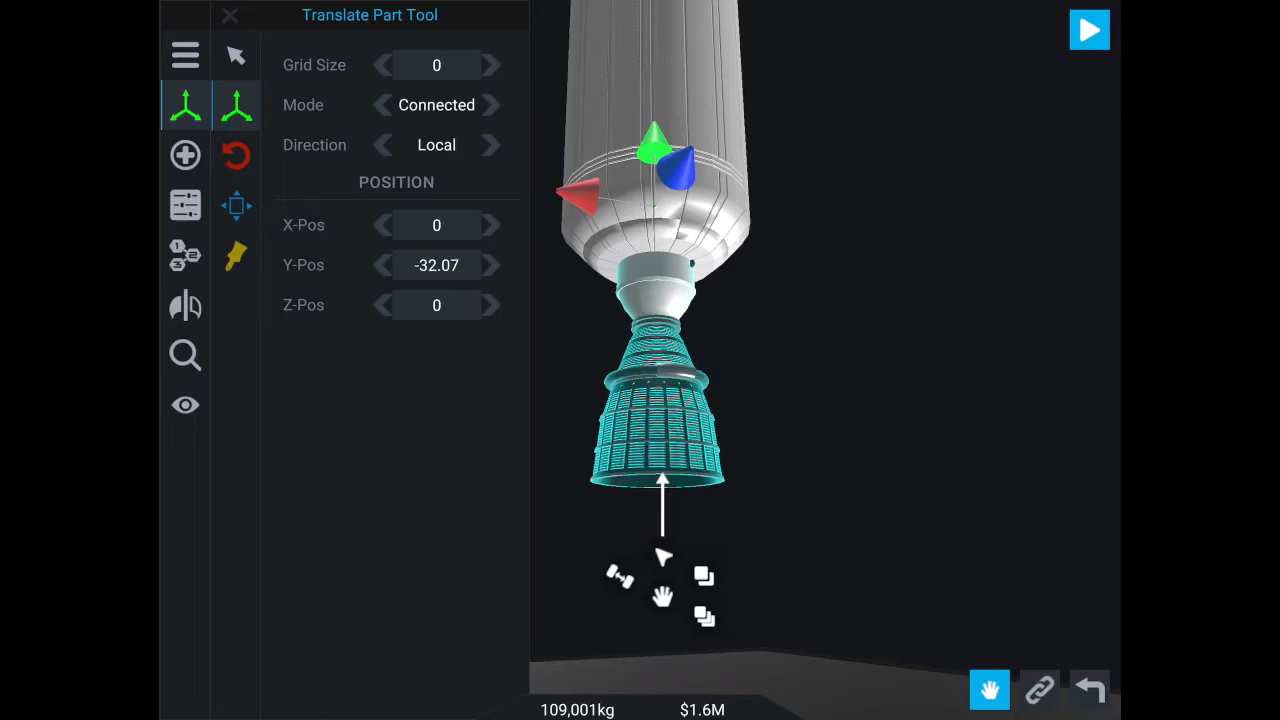 Translate Part Tool
Grid Size 0
Mode Connected
Direction Local
POSITION
X-Pos 0
Y-Pos -32.07
Z-Pos 0
109,001kg $1.6M